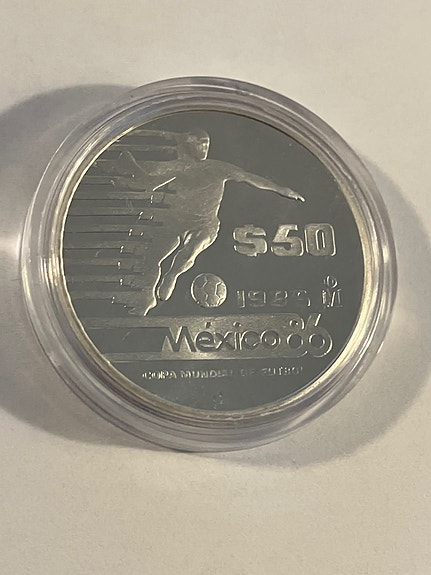 $50
1985 M̊
México86
COPA MUNDIAL DE FUTBOL